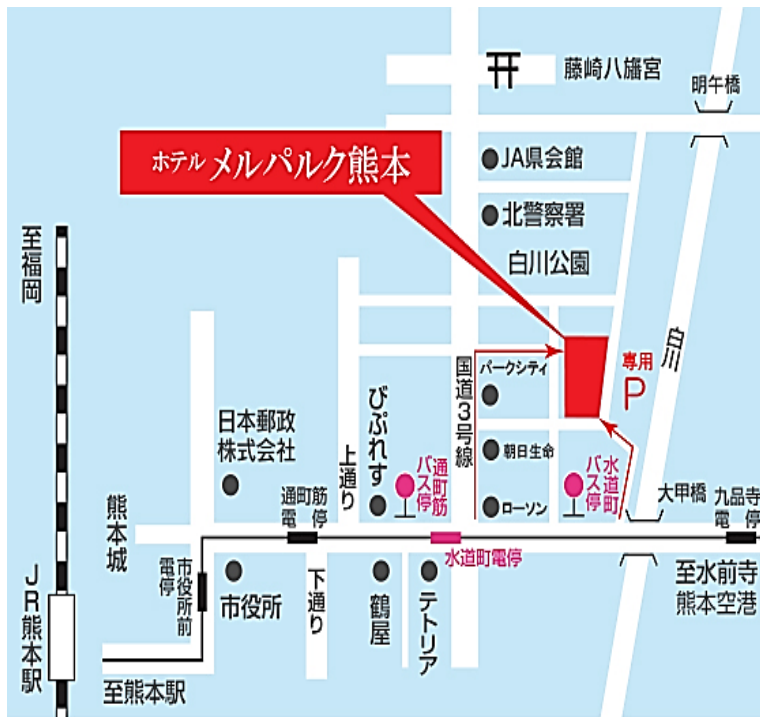 藤崎八旛宮
明午橋
ホテル メルパルク熊本
JA県会館
北警察署
白川公園
至福岡
白川
国道3号線
パークシティ
専用
P
びぷれす
日本郵政
株式会社
上通り
通町筋
バス停
朝日生命
水道町
バス停
ローソン
大甲橋
九品寺
電停
通町筋
電停
熊本城
水道町電停
市役所前
電停
市役所
下通り
鶴屋
テトリア
至水前寺
熊本空港
JR熊本駅
至熊本駅